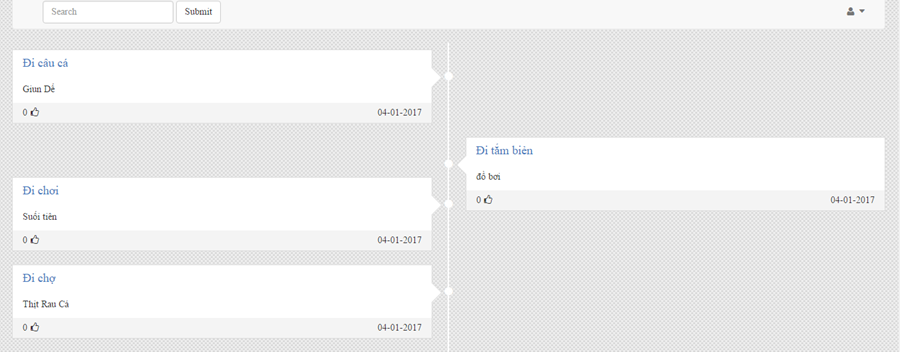 Search
Submit
Đi câu cá
Giun Dế
0
04-01-2017
Đi tắm biển
đồ bơi
0
04-01-2017
Đi chơi
Suối tiên
0
04-01-2017
Đi chợ
Thịt Rau Cá
0
04-01-2017